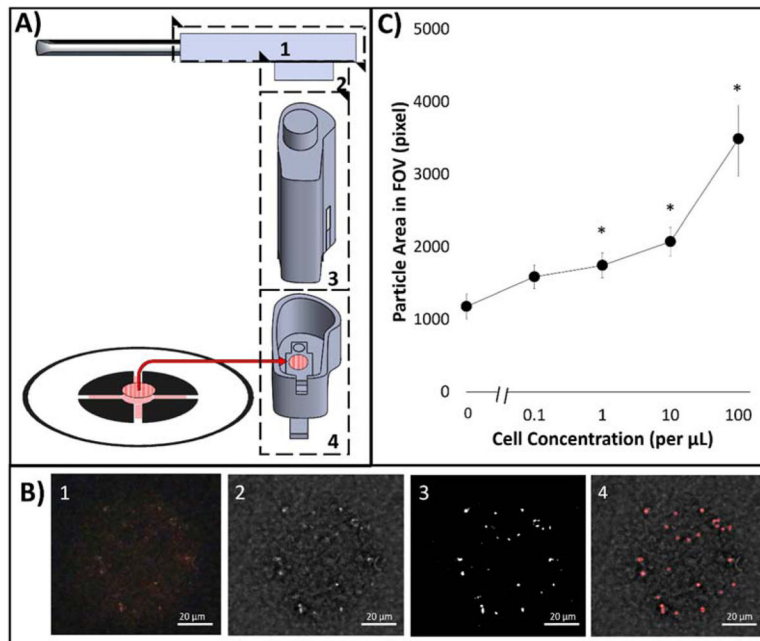 A)
1
2
3
4
C)
5000
4000
3000
2000
1000
0
Particle Area in FOV (pixel)
*
*
*
0
0.1
1
10
100
Cell Concentration (per µL)
B)
1
20 µm
2
20 µm
3
20 µm
4
20 µm